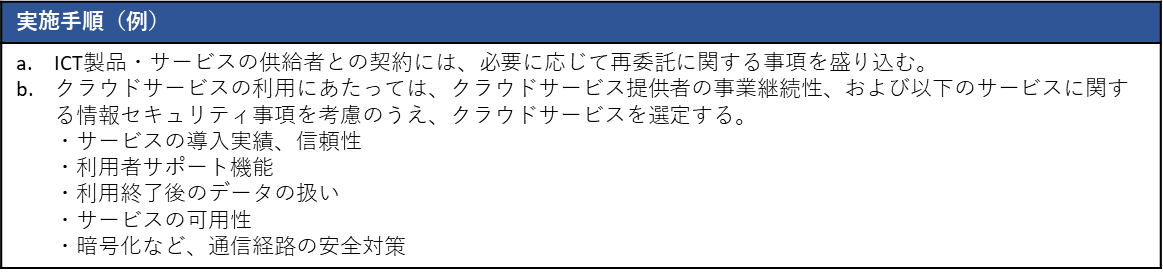 実施手順（例）
a. ICT製品・サービスの供給者との契約には、必要に応じて再委託に関する事項を盛り込む。
b. クラウドサービスの利用にあたっては、クラウドサービス提供者の事業継続性、および以下のサービスに関す
る情報セキュリティ事項を考慮のうえ、クラウドサービスを選定する。
・サービスの導入実績、信頼性
・利用者サポート機能
・利用終了後のデータの扱い
・サービスの可用性
・暗号化など、通信経路の安全対策